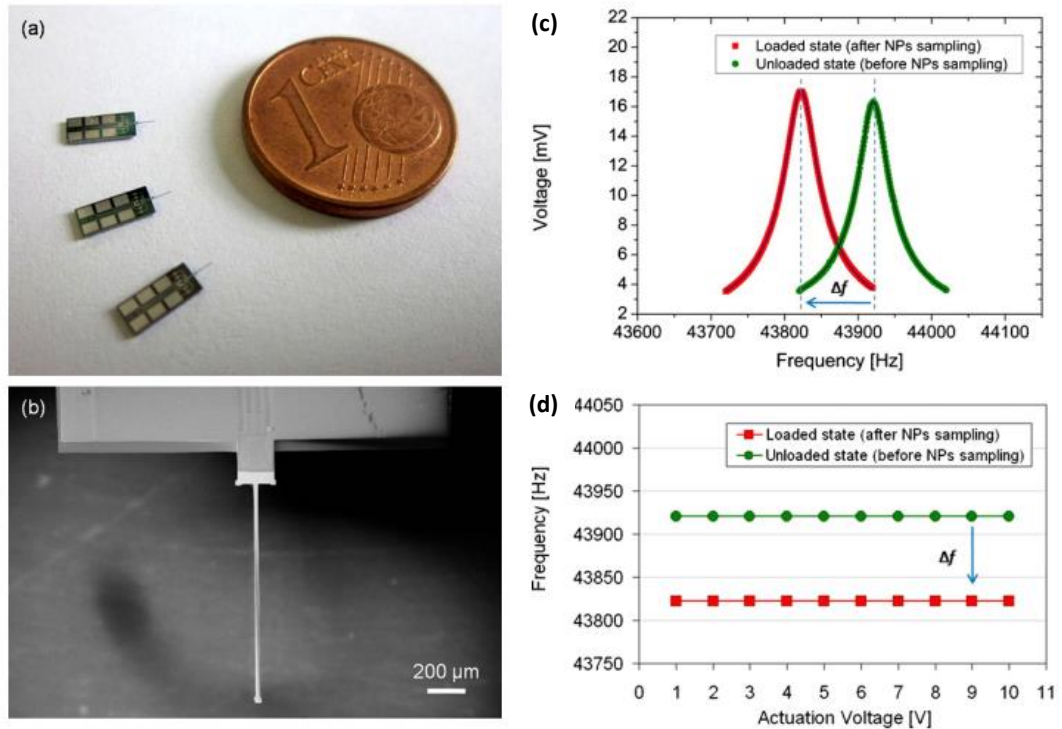 (a)
1
CENT
(b)
200 μm
(c)
22
20
18
16
14
12
10
8
6
4
2
Voltage [mV]
Loaded state (after NPs sampling)
Unloaded state (before NPs sampling)
Δf
43600 43700 43800 43900 44000 44100
Frequency [Hz]
(d)
44050
44000
43950
43900
43850
43800
43750
Frequency [Hz]
Loaded state (after NPs sampling)
Unloaded state (before NPs sampling)
Δf
0 1 2 3 4 5 6 7 8 9 10 11
Actuation Voltage [V]